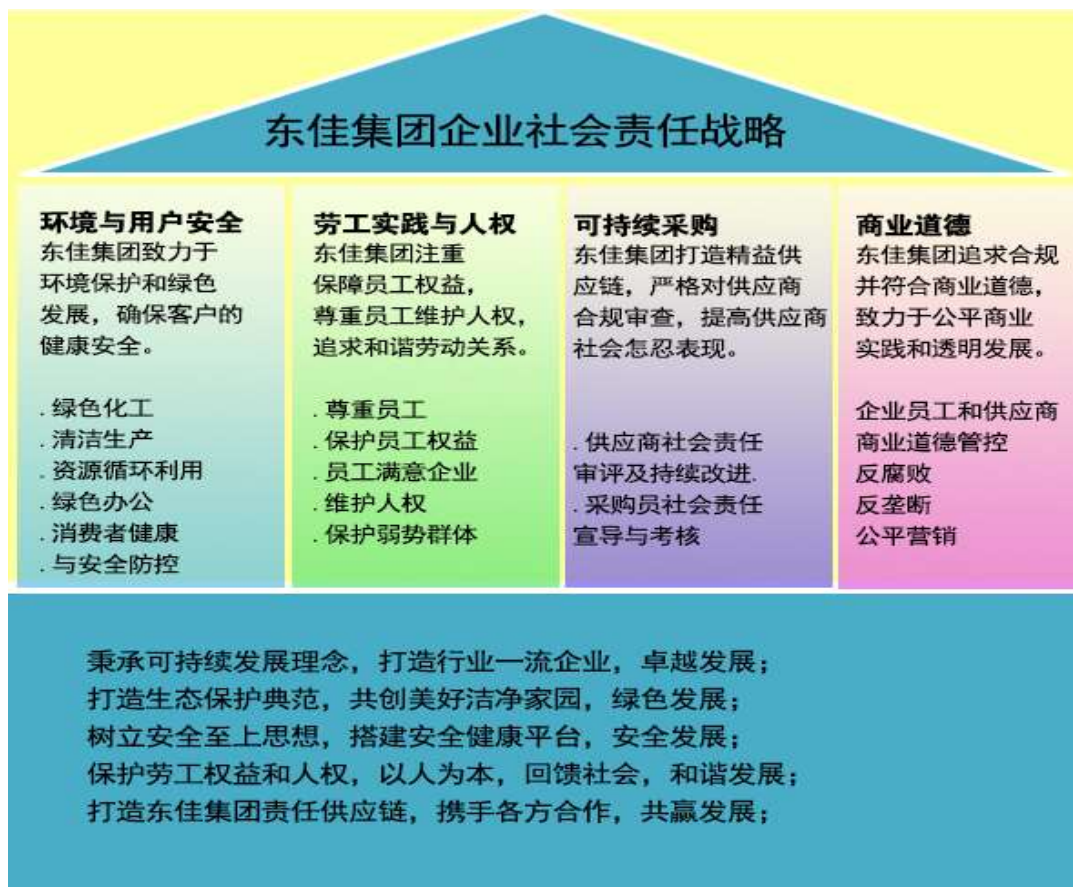 东佳集团企业社会责任战略
环境与用户安全
东佳集团致力于
环境保护和绿色
发展，确保客户的
健康安全。
. 绿色化工
. 清洁生产
. 资源循环利用
. 绿色办公
. 消费者健康
. 与安全防控
劳工实践与人权
东佳集团注重
保障员工权益，
尊重员工维护人权，
追求和谐劳动关系。
. 尊重员工
. 保护员工权益
. 员工满意企业
. 维护人权
. 保护弱势群体
可持续采购
东佳集团打造精益供
应链，严格对供应商
合规审查，提高供应商
社会怎忍表现。
. 供应商社会责任
审评及持续改进.
. 采购员社会责任
宣导与考核
商业道德
东佳集团追求合规
并符合商业道德，
致力于公平商业
实践和透明发展。
企业员工和供应商
商业道德管控
反腐败
反垄断
公平营销
秉承可持续发展理念，打造行业一流企业，卓越发展；
打造生态保护典范，共创美好洁净家园，绿色发展；
树立安全至上思想，搭建安全健康平台，安全发展；
保护劳工权益和人权，以人为本，回馈社会，和谐发展；
打造东佳集团责任供应链，携手各方合作，共赢发展；